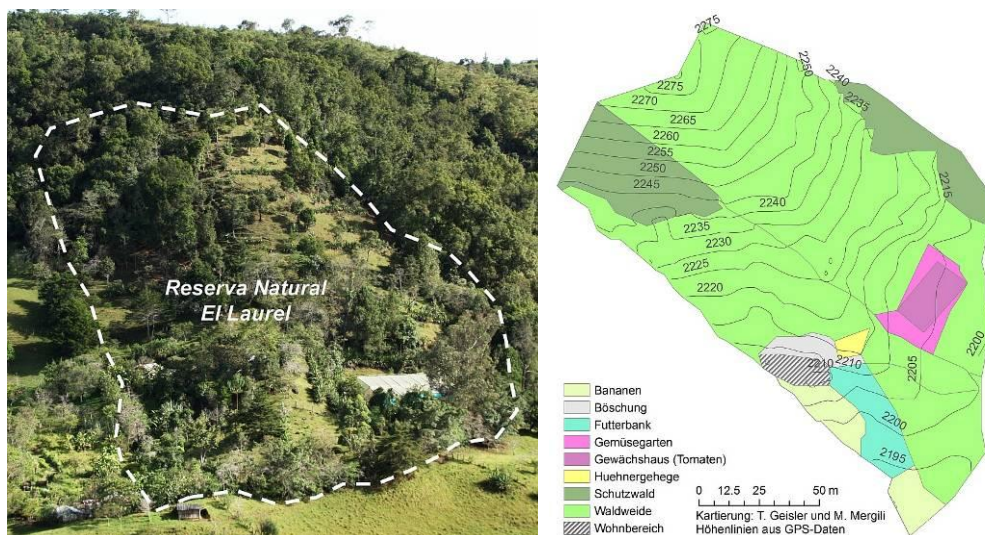 Reserva Natural
El Laurel
2275
2250
2240
2235
2275
2270
2265
2260
2255
2250
2245
2215
2240
2235
2230
2225
2220
2200
2210
2210
2205
2200
2195
Bananen
Böschung
Futterbank
Gemüsegarten
Gewächshaus (Tomaten)
Huehnergehege
Schutzwald
Waldweide
Wohnbereich
0 12.5 25 50 m
Kartierung: T. Geisler und M. Mergili
Höhenlinien aus GPS-Daten